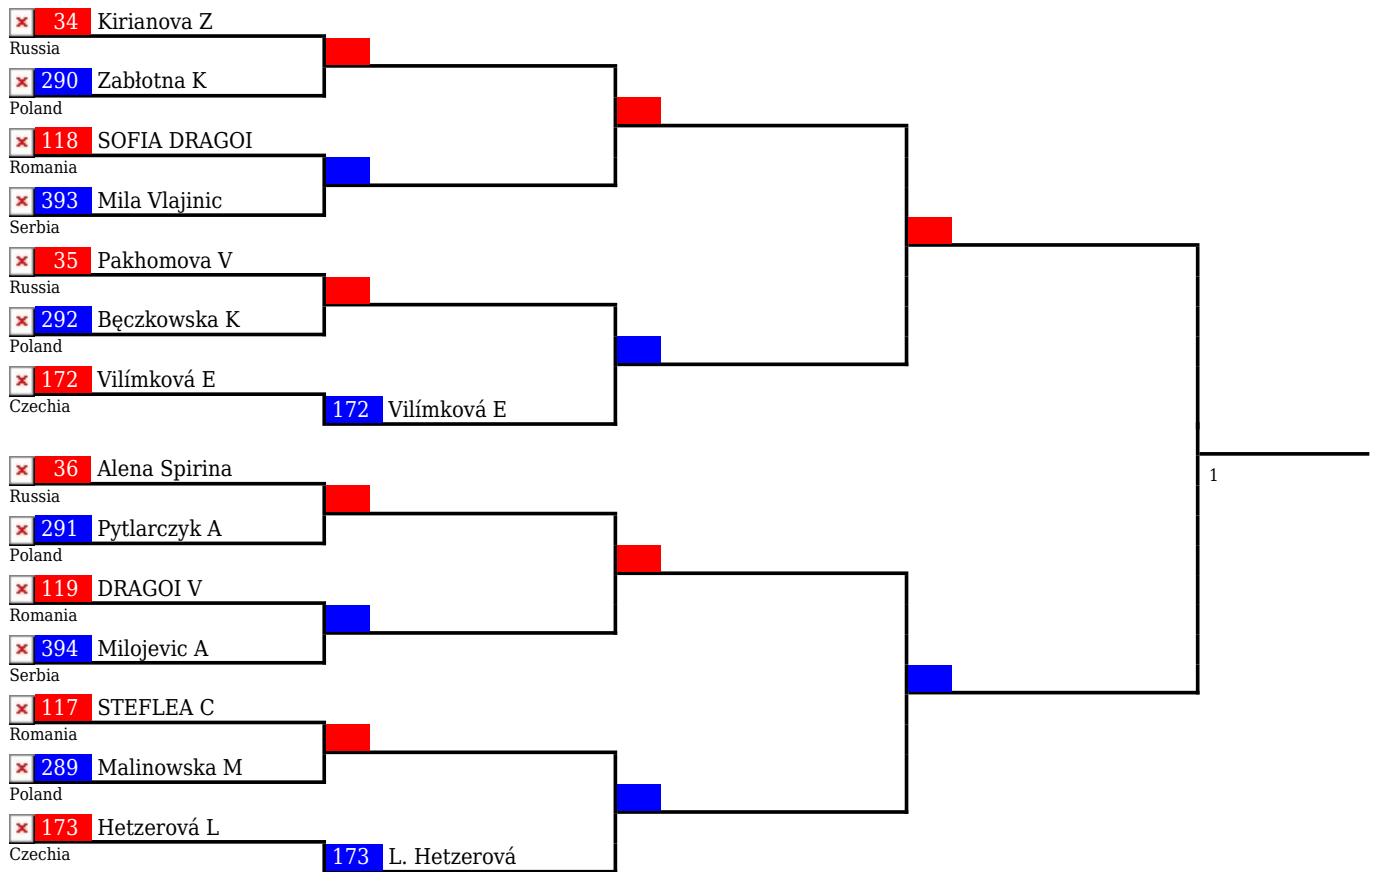 34 Kirianova Z
Russia
290 Zabłotna K
Poland
118 SOFIA DRAGOI
Romania
393 Mila Vlajinic
Serbia
35 Pakhomova V
Russia
292 Bęczkowska K
Poland
172 Vilímková E
Czechia
172 Vilímková E
36 Alena Spirina
Russia
1
291 Pytlarczyk A
Poland
119 DRAGOI V
Romania
394 Milojevic A
Serbia
117 STEFLEA C
Romania
289 Malinowska M
Poland
173 Hetzerová L
Czechia
173 L. Hetzerová